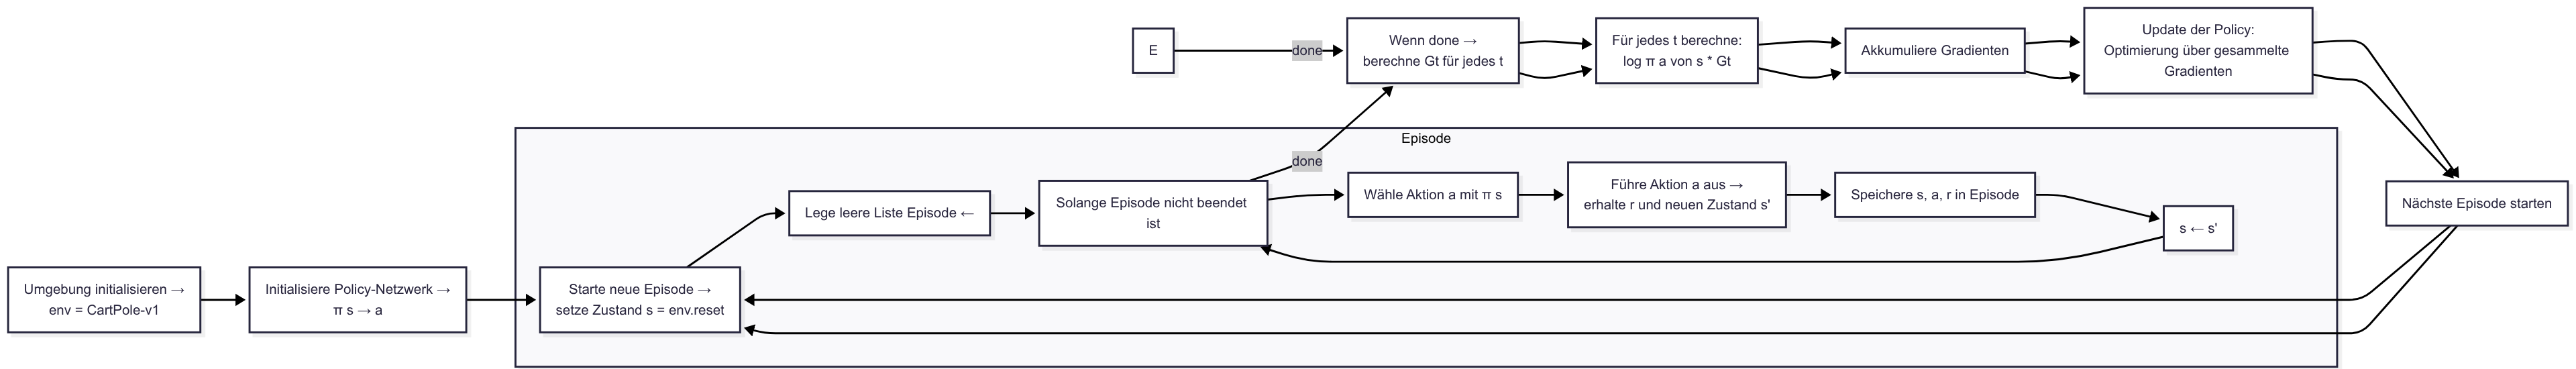 E
done
Wenn done →
berechne Gt für jedes t
Für jedes t berechne:
log π a von s * Gt
Akkumuliere Gradienten
Update der Policy:
Optimierung über gesammelte
Gradienten
Episode
done
Umgebung initialisieren →
env = CartPole-v1
Initialisiere Policy-Netzwerk →
π s → a
Starte neue Episode →
setze Zustand s = env.reset
Lege leere Liste Episode ←
Solange Episode nicht beendet
ist
Wähle Aktion a mit π s
Führe Aktion a aus →
erhalte r und neuen Zustand s'
Speichere s, a, r in Episode
s ← s'
Nächste Episode starten